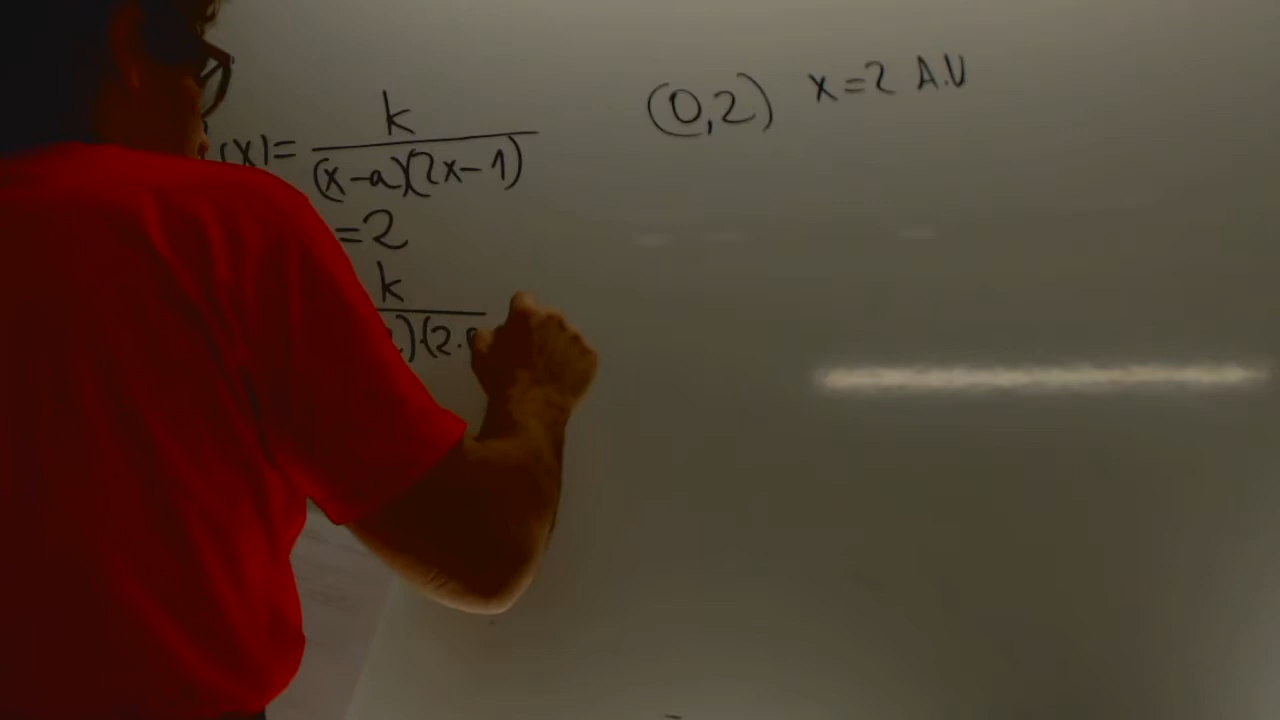 (x)= k/((x-a)(2x-1))
(0,2) x=2 A.V
=2
k/()(2.